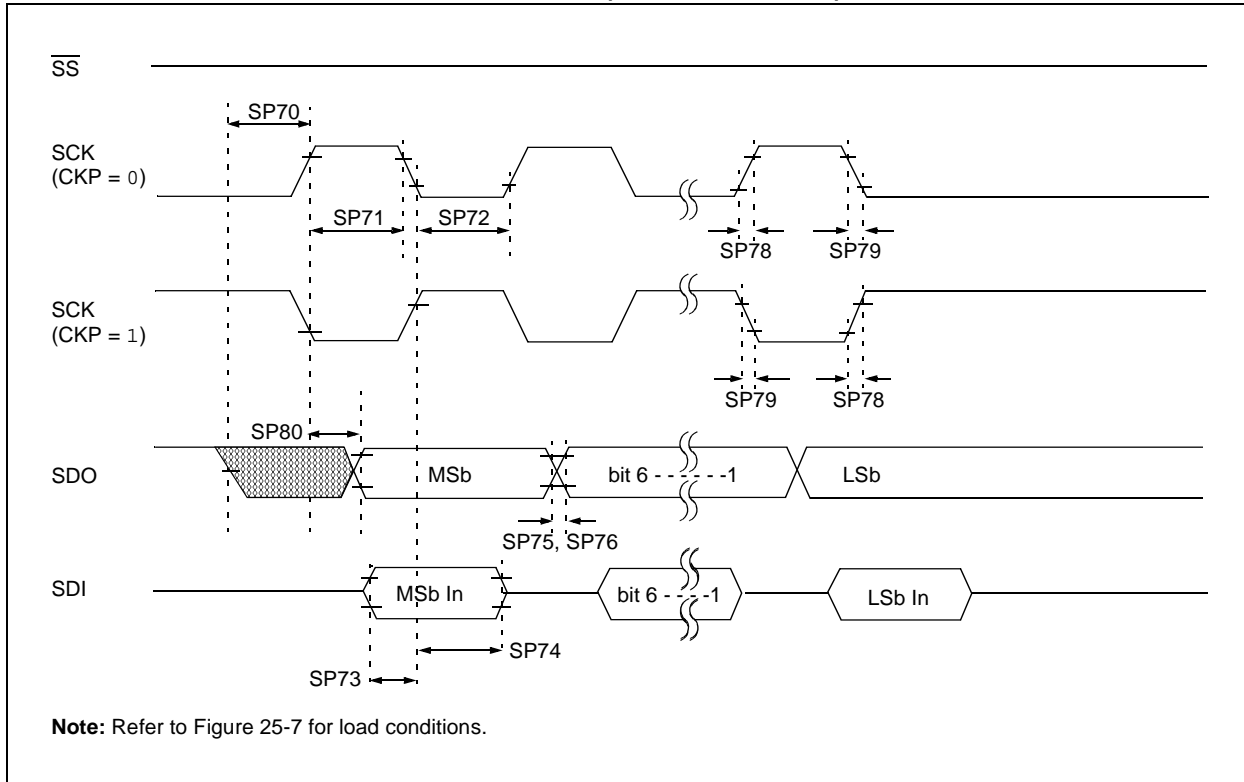 SS
SP70
SCK
(CKP = 0)
SP71
SP72
SP78
SP79
SCK
(CKP = 1)
SP79
SP78
SP80
SDO
MSb
bit 6 - - - - - -1
LSb
SP75, SP76
SDI
MSb In
bit 6 - - - - -1
LSb In
SP74
SP73
Note: Refer to Figure 25-7 for load conditions.